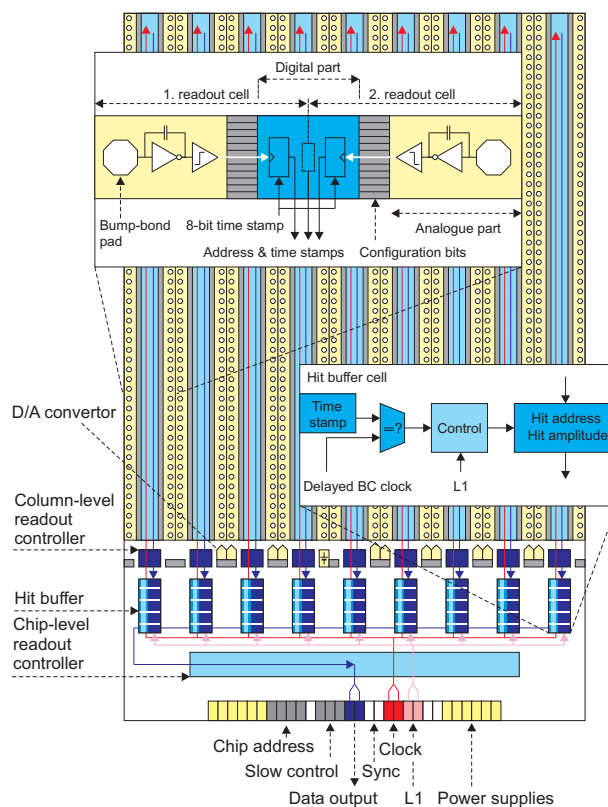 Digital part
1. readout cell
2. readout cell
Bump-bond
pad
8-bit time stamp
Analogue part
Address & time stamps
Configuration bits
Hit buffer cell
Time
stamp
=?
Control
Hit address
Hit amplitude
Delayed BC clock
L1
D/A convertor
Column-level
readout
controller
Hit buffer
Chip-level
readout
controller
Chip address
Clock
Slow control
Sync
Data output
L1
Power supplies